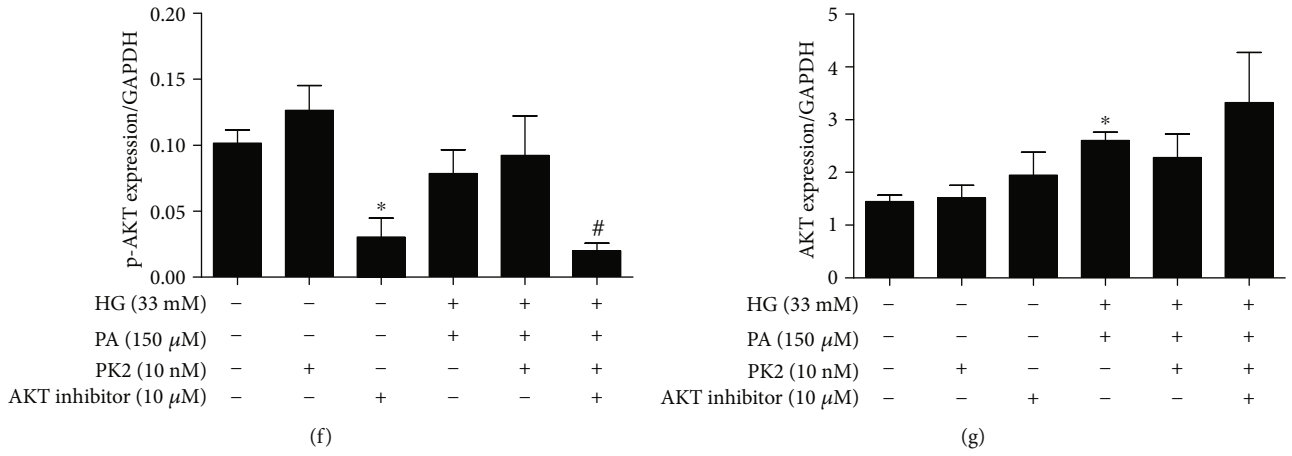 p-AKT expression/GAPDH
0.20
0.15
0.10
0.05
0.00
*
#
HG (33 mM) − − − + + +
PA (150 μM) − − − + + +
PK2 (10 nM) − + − − + +
AKT inhibitor (10 μM) − − + − − +
(f)
AKT expression/GAPDH
5
4
3
2
1
0
*
HG (33 mM) − − − + + +
PA (150 μM) − − − + + +
PK2 (10 nM) − + − − + +
AKT inhibitor (10 μM) − − + − − +
(g)